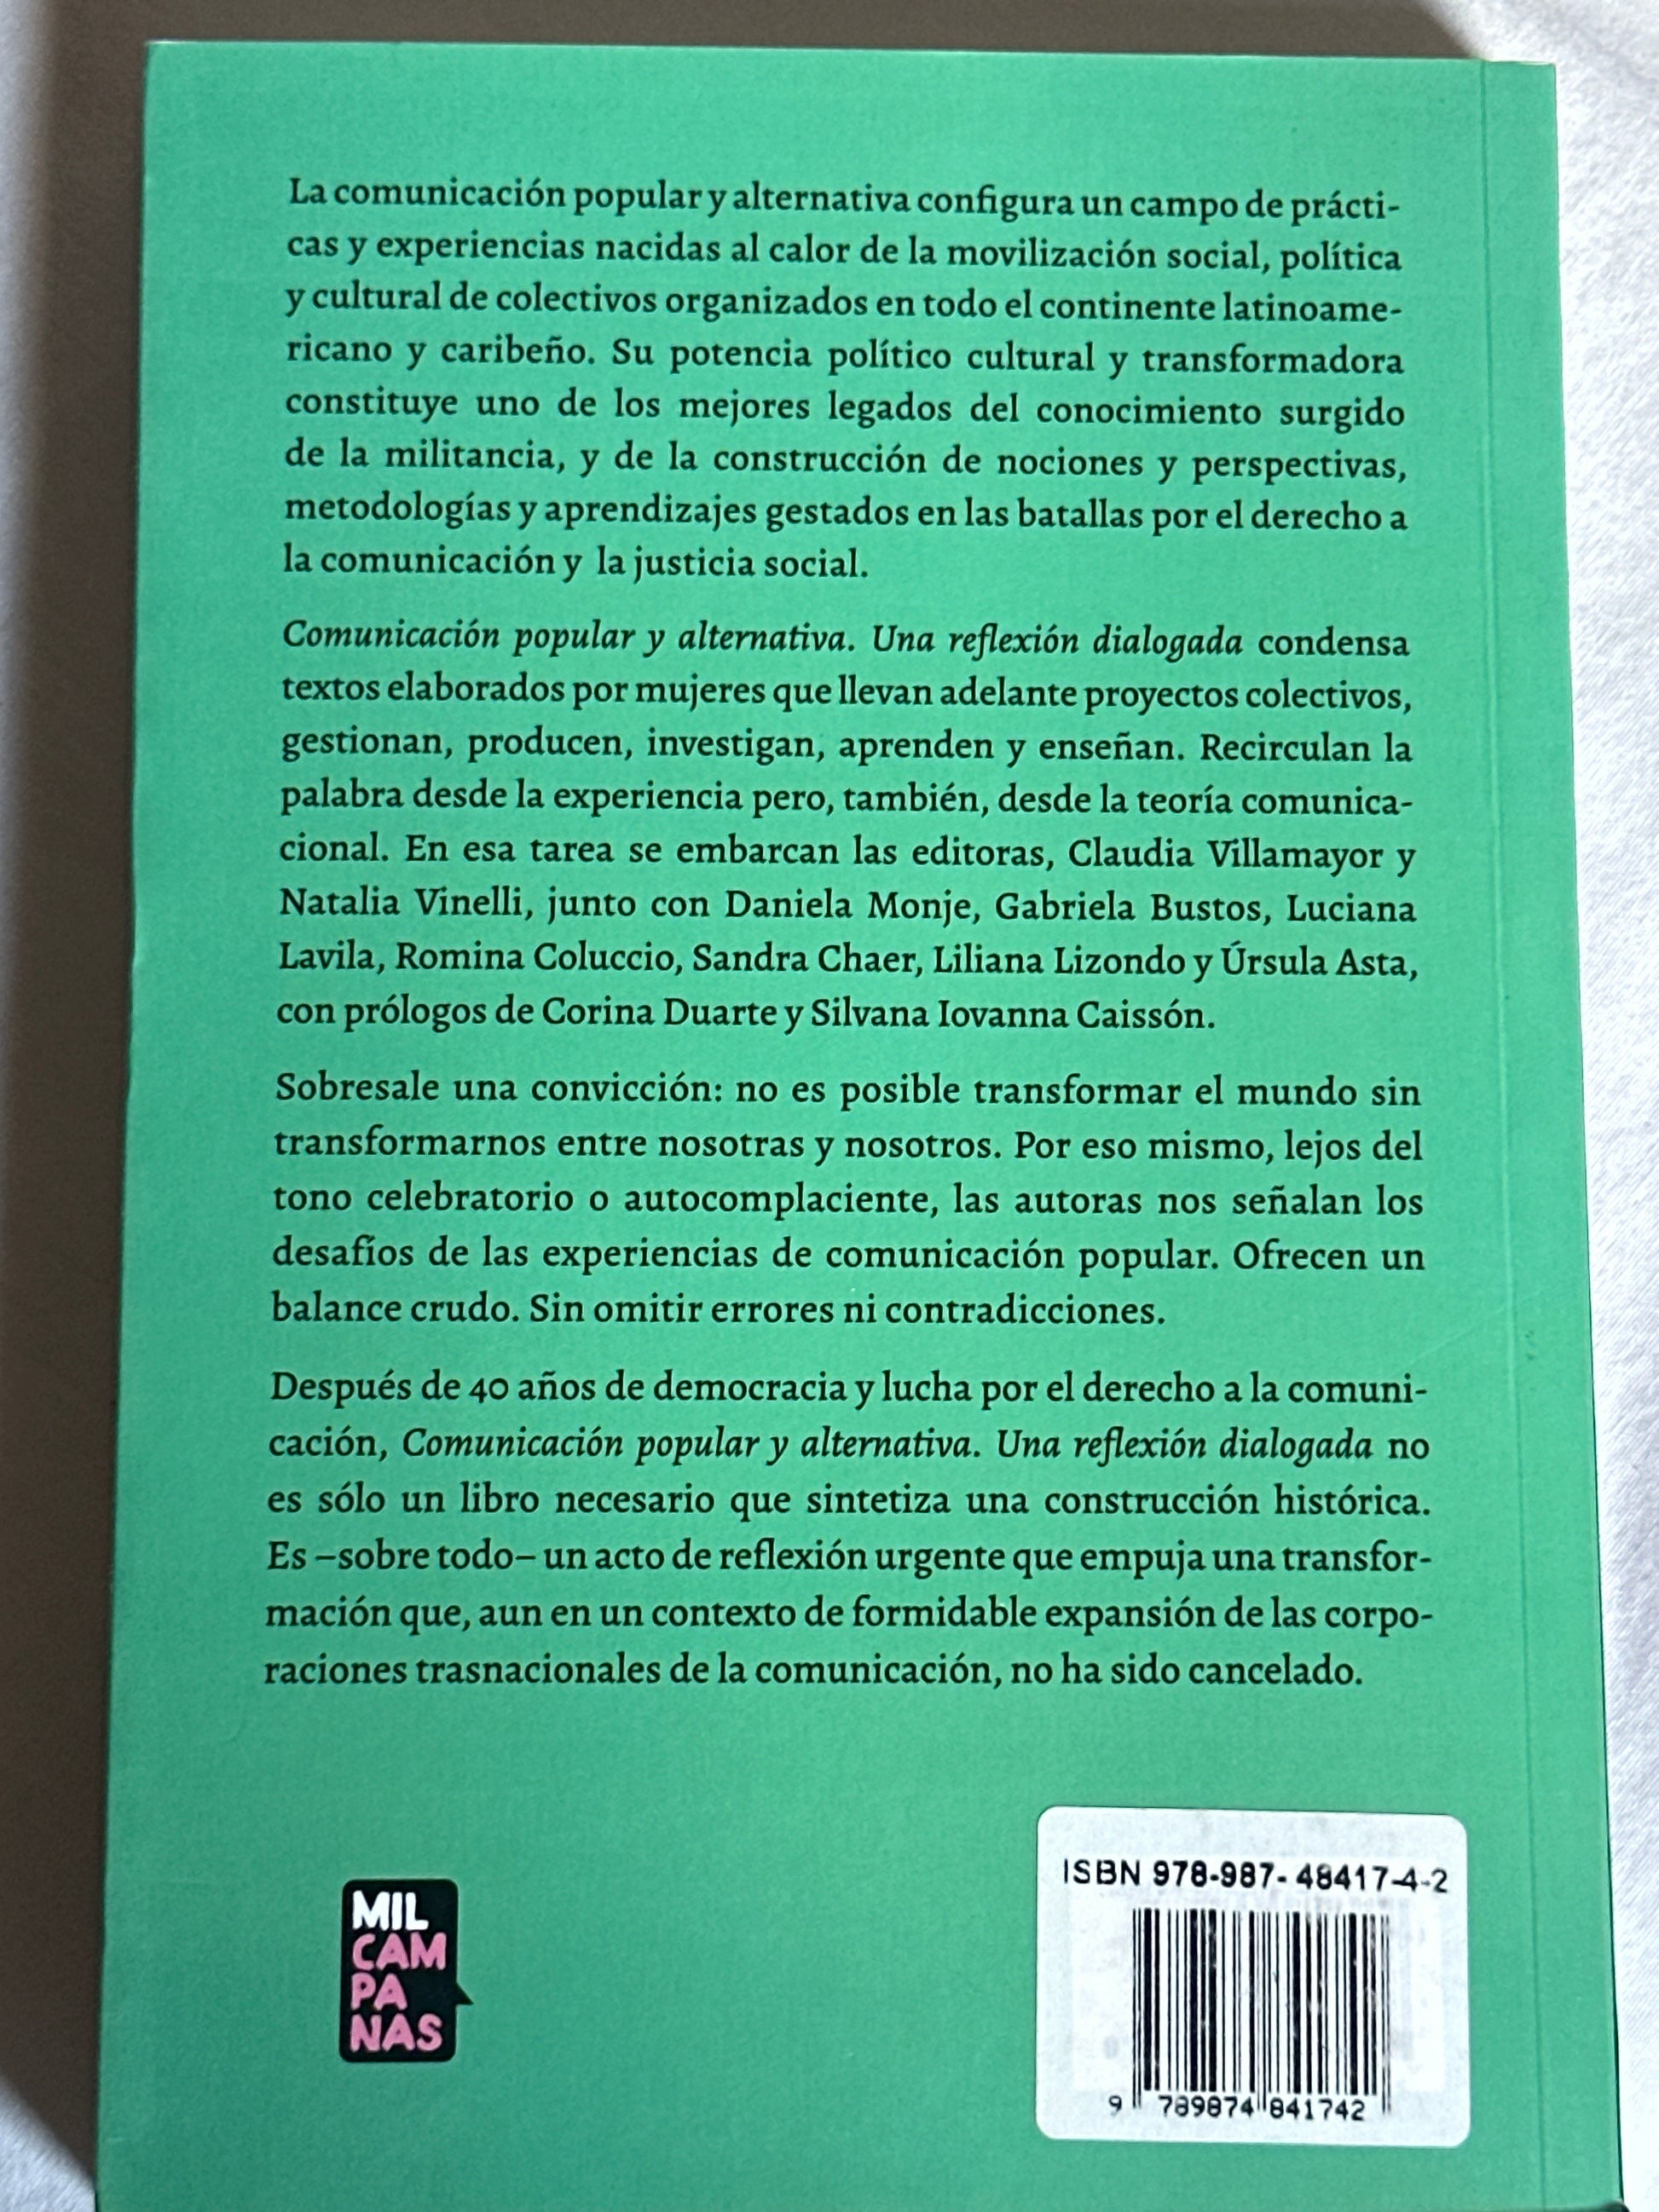 La comunicación popular y alternativa configura un campo de prácti-
cas y experiencias nacidas al calor de la movilización social, política
y cultural de colectivos organizados en todo el continente latinoame-
ricano y caribeño. Su potencia político cultural y transformadora
constituye uno de los mejores legados del conocimiento surgido
de la militancia, y de la construcción de nociones y perspectivas,
metodologías y aprendizajes gestados en las batallas por el derecho a
la comunicación y la justicia social.
Comunicación popular y alternativa. Una reflexión dialogada condensa
textos elaborados por mujeres que llevan adelante proyectos colectivos,
gestionan, producen, investigan, aprenden y enseñan. Recirculan la
palabra desde la experiencia pero, también, desde la teoría comunica-
cional. En esa tarea se embarcan las editoras, Claudia Villamayor y
Natalia Vinelli, junto con Daniela Monje, Gabriela Bustos, Luciana
Lavila, Romina Coluccio, Sandra Chaer, Liliana Lizondo y Úrsula Asta,
con prólogos de Corina Duarte y Silvana Iovanna Caissón.
Sobresale una convicción: no es posible transformar el mundo sin
transformarnos entre nosotras y nosotros. Por eso mismo, lejos del
tono celebratorio o autocomplaciente, las autoras nos señalan los
desafíos de las experiencias de comunicación popular. Ofrecen un
balance crudo. Sin omitir errores ni contradicciones.
Después de 40 años de democracia y lucha por el derecho a la comuni-
cación, Comunicación popular y alternativa. Una reflexión dialogada no
es sólo un libro necesario que sintetiza una construcción histórica.
Es –sobre todo– un acto de reflexión urgente que empuja una transfor-
mación que, aun en un contexto de formidable expansión de las corpo-
raciones trasnacionales de la comunicación, no ha sido cancelado.
MIL
CAM
PA
NAS
ISBN 978-987- 48417-4-2
9 789874 841742